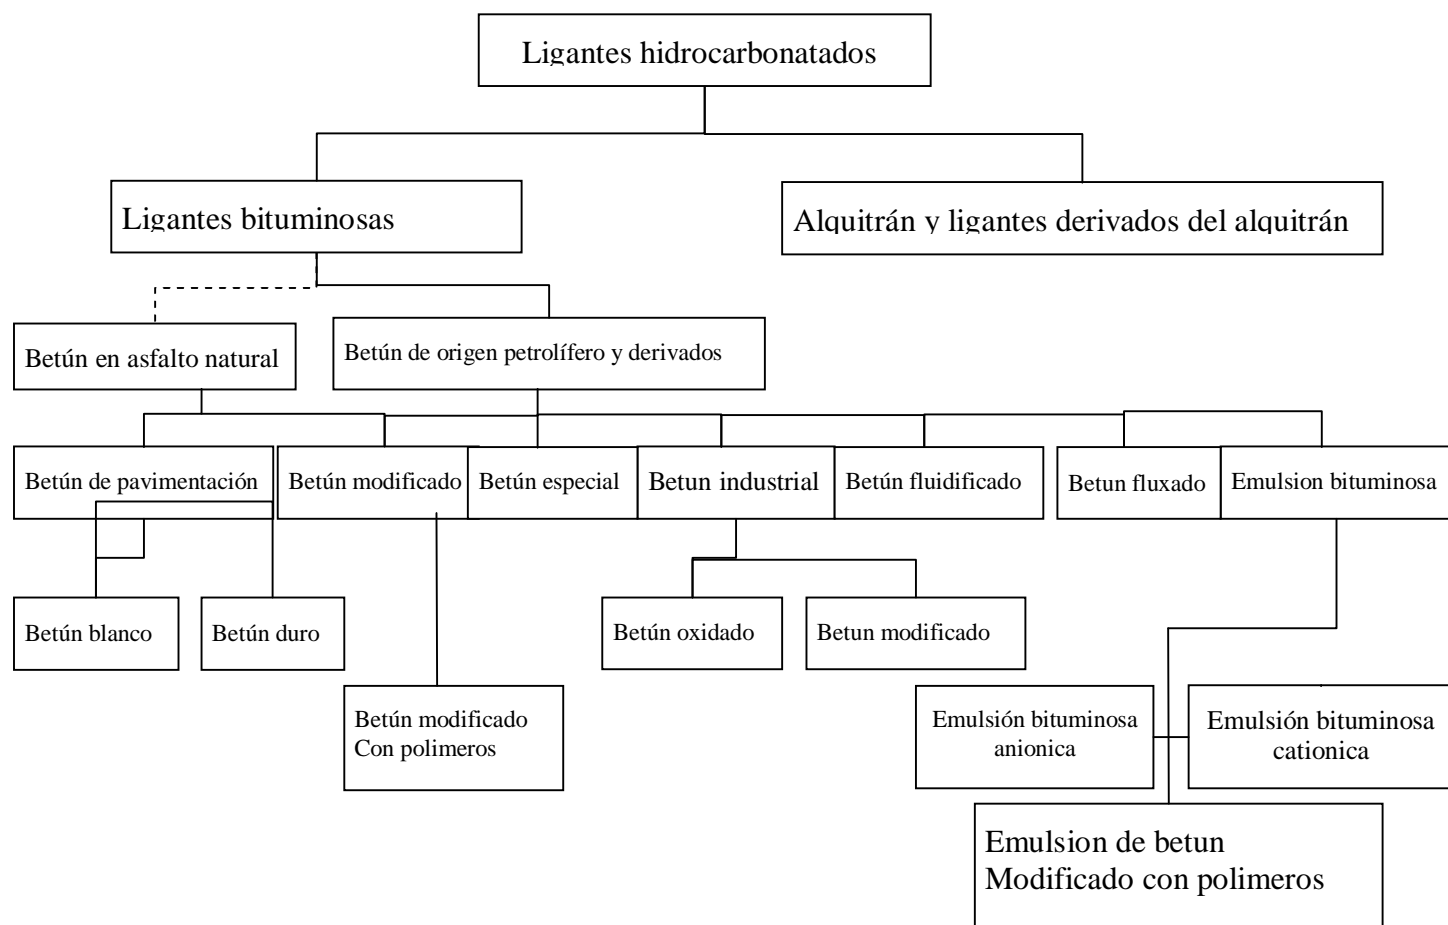 Ligantes hidrocarbonatados
Ligantes bituminosas
Alquitrán y ligantes derivados del alquitrán
Betún en asfalto natural
Betún de origen petrolífero y derivados
Betún de pavimentación
Betún modificado
Betún especial
Betun industrial
Betún fluidificado
Betun fluxado
Emulsion bituminosa
Betún blanco
Betún duro
Betún oxidado
Betun modificado
Betún modificado
Con polimeros
Emulsión bituminosa
anionica
Emulsión bituminosa
cationica
Emulsion de betun
Modificado con polimeros